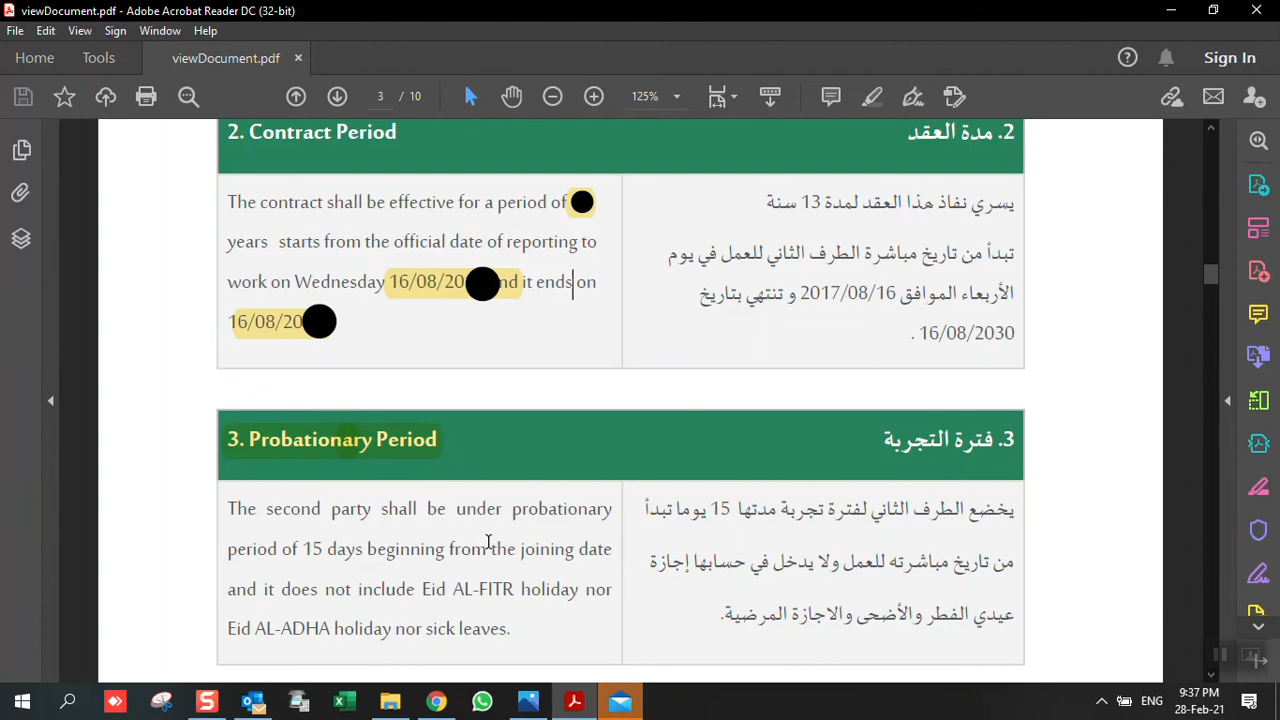 viewDocument.pdf - Adobe Acrobat Reader DC (32-bit)
File Edit View Sign Window Help
Home Tools viewDocument.pdf Sign In
3 / 10 125%
2. Contract Period
2. مدة العقد
The contract shall be effective for a period of
years starts from the official date of reporting to
work on Wednesday 16/08/20 nd it ends on
16/08/20
يسري نفاذ هذا العقد لمدة 13 سنة
تبدأ من تاريخ مباشرة الطرف الثاني للعمل في يوم
الأربعاء الموافق 2017/08/16 و تنتهي بتاريخ
16/08/2030 .
3. Probationary Period
3. فترة التجربة
The second party shall be under probationary
period of 15 days beginning from the joining date
and it does not include Eid AL-FITR holiday nor
Eid AL-ADHA holiday nor sick leaves.
يخضع الطرف الثاني لفترة تجربة مدتها 15 يوما تبدأ
من تاريخ مباشرته للعمل ولا يدخل في حسابها إجازة
عيدي الفطر والأضحى والاجازة المرضية.
ENG
9:37 PM
28-Feb-21